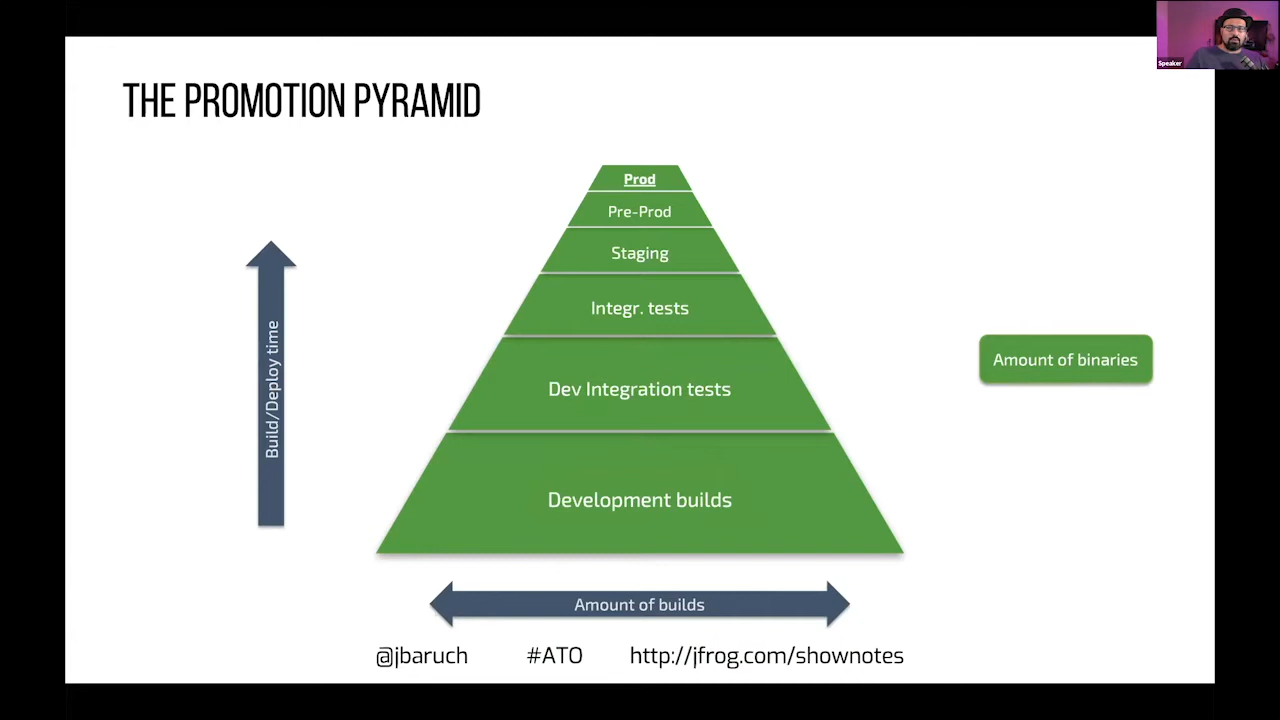 Speaker
THE PROMOTION PYRAMID
Prod
Pre-Prod
Staging
Integr. tests
Dev Integration tests
Development builds
Build/Deploy time
Amount of binaries
Amount of builds
@jbaruch #ATO http://jfrog.com/shownotes